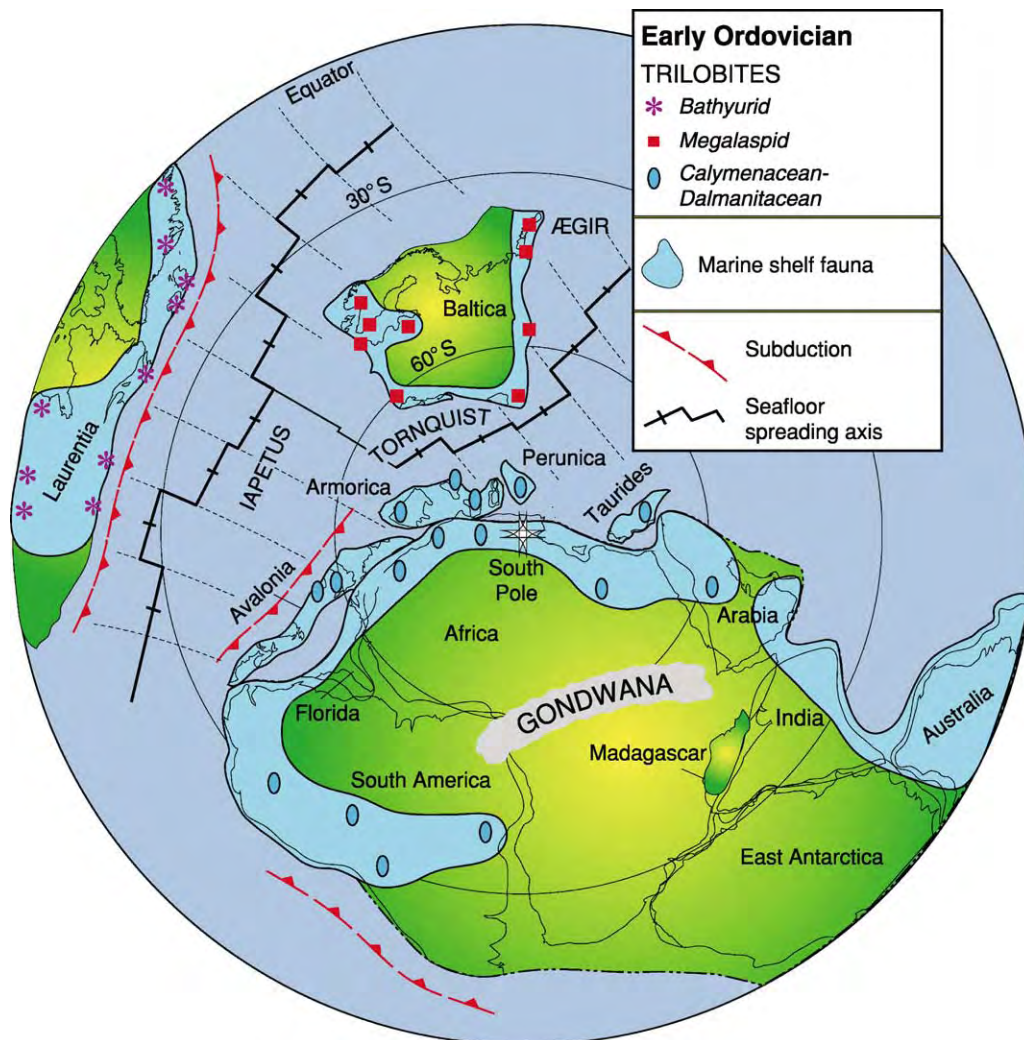 Early Ordovician
TRILOBITES
Bathyurid
Megalaspid
Calymenacean-
Dalmanitacean
Marine shelf fauna
Subduction
Seafloor
spreading axis
Equator
30° S
ÆGIR
Baltica
60° S
TORNQUIST
Laurentia
IAPETUS
Perunica
Armorica
Taurides
Avalonia
South
Pole
Arabia
Africa
GONDWANA
Florida
India
Australia
Madagascar
South America
East Antarctica